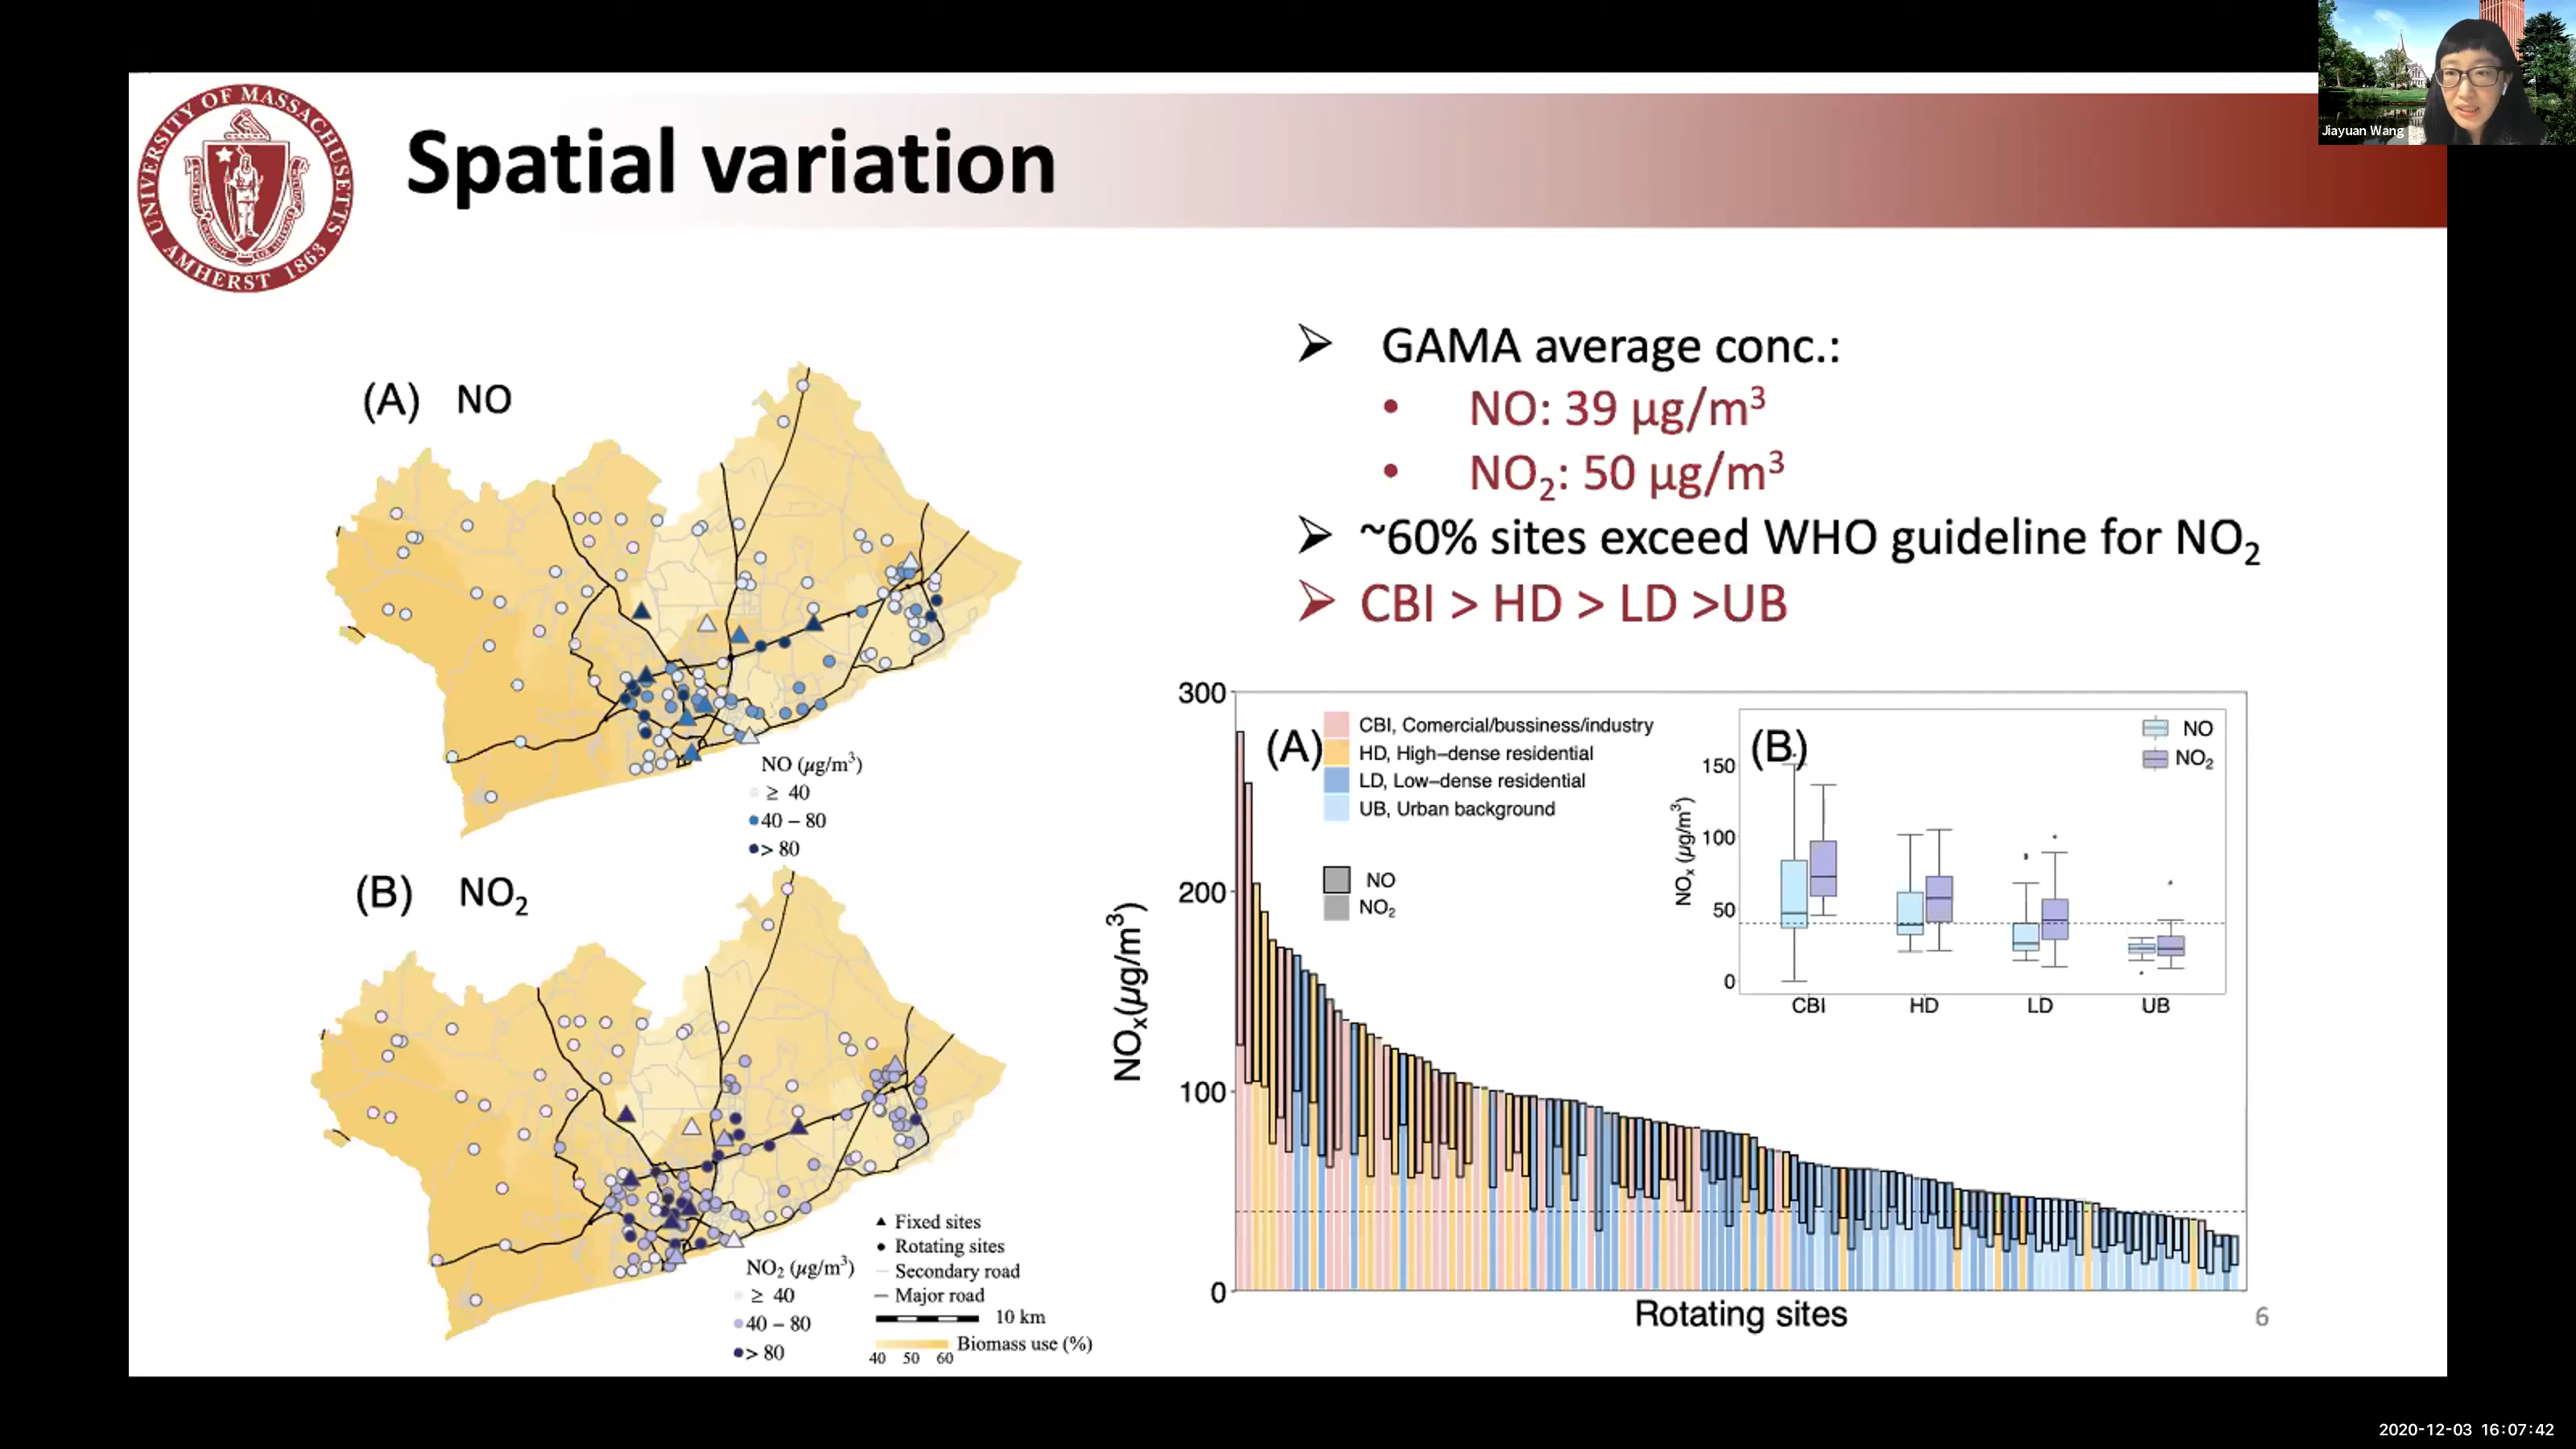 Jiayuan Wang
UNIVERSITY OF MASSACHUSETTS
AMHERST 1863
Spatial variation
➢ GAMA average conc.:
• NO: 39 μg/m³
• NO₂: 50 μg/m³
➢ ~60% sites exceed WHO guideline for NO₂
➢ CBI > HD > LD >UB
(A) NO
NO (μg/m³)
≥ 40
40 – 80
> 80
(B) NO₂
NO₂ (μg/m³)
≥ 40
40 – 80
> 80
Fixed sites
Rotating sites
Secondary road
Major road
10 km
Biomass use (%)
40 50 60
300
200
100
0
NOₓ(μg/m³)
(A)
CBI, Comercial/bussiness/industry
HD, High–dense residential
LD, Low–dense residential
UB, Urban background
NO
NO₂
Rotating sites
(B)
NO
NO₂
150
100
50
0
NOₓ (μg/m³)
CBI HD LD UB
6
2020-12-03 16:07:42